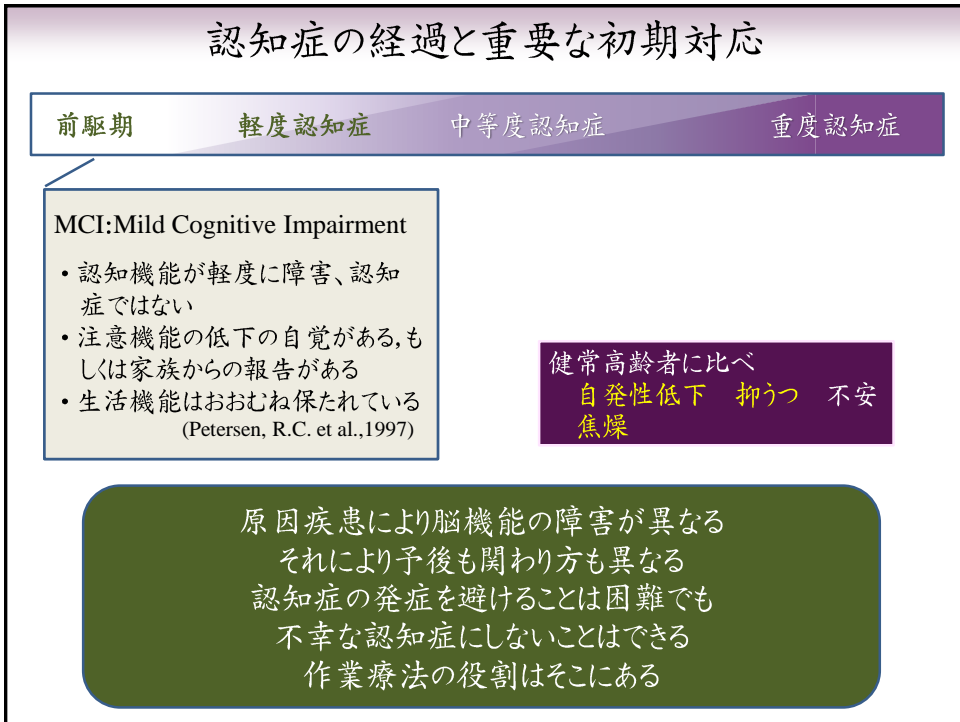 認知症の経過と重要な初期対応
前駆期 軽度認知症 中等度認知症 重度認知症
MCI:Mild Cognitive Impairment
・認知機能が軽度に障害、認知
症ではない
・注意機能の低下の自覚がある,も
しくは家族からの報告がある
・生活機能はおおむね保たれている
(Petersen, R.C. et al.,1997)
健常高齢者に比べ
自発性低下 抑うつ 不安
焦燥
原因疾患により脳機能の障害が異なる
それにより予後も関わり方も異なる
認知症の発症を避けることは困難でも
不幸な認知症にしないことはできる
作業療法の役割はそこにある